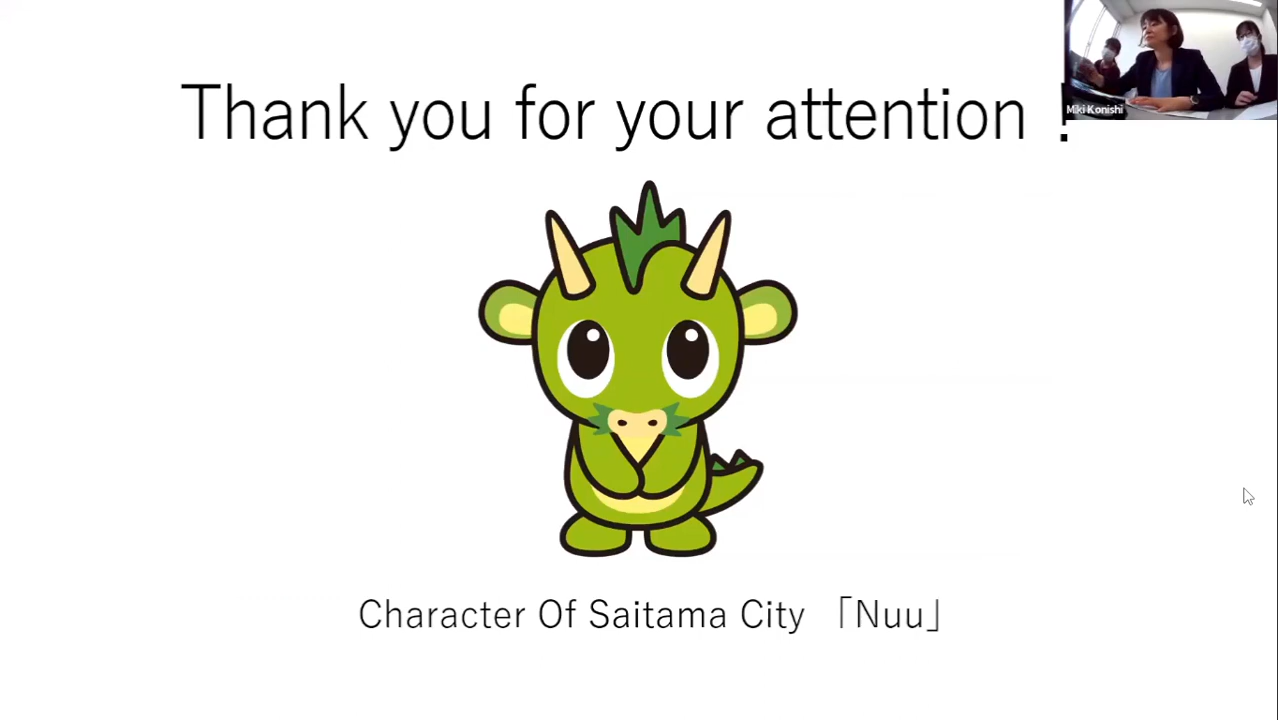 Thank you for your attention !
Miki Konishi
Character Of Saitama City 「Nuu」